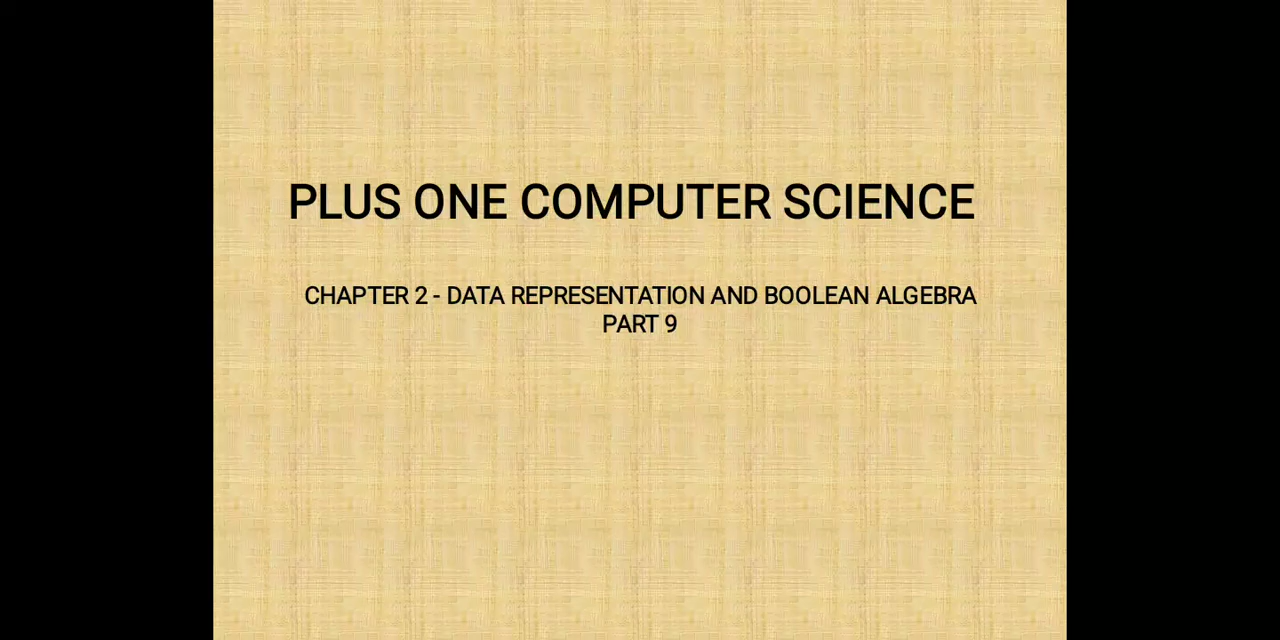 PLUS ONE COMPUTER SCIENCE
CHAPTER 2 - DATA REPRESENTATION AND BOOLEAN ALGEBRA
PART 9